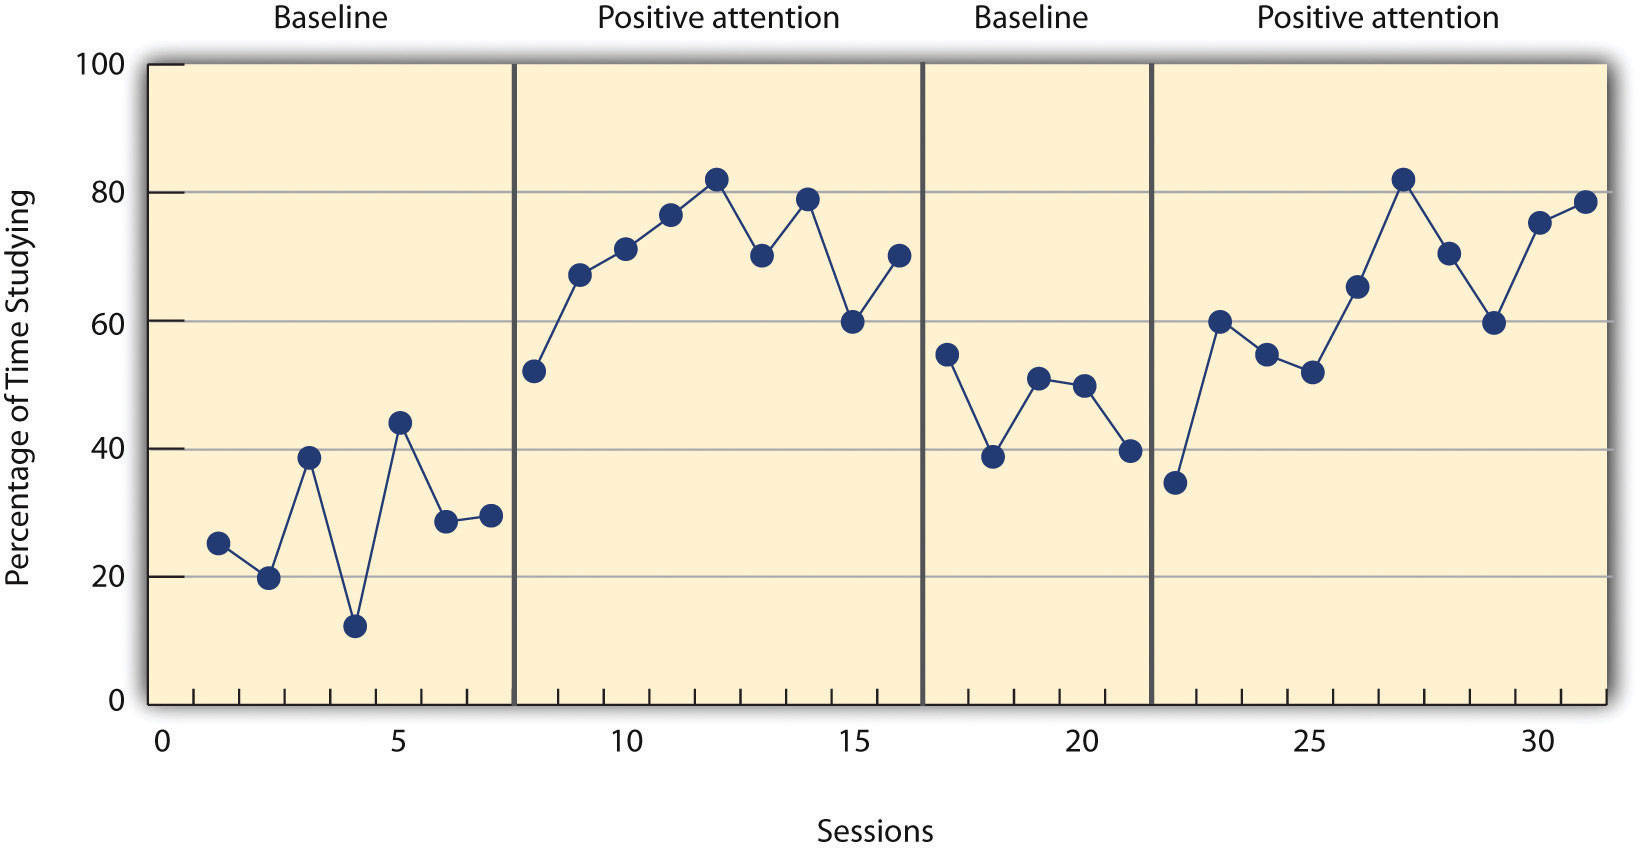 Baseline Positive attention Baseline Positive attention
100
80
60
40
20
0
Percentage of Time Studying
0 5 10 15 20 25 30
Sessions